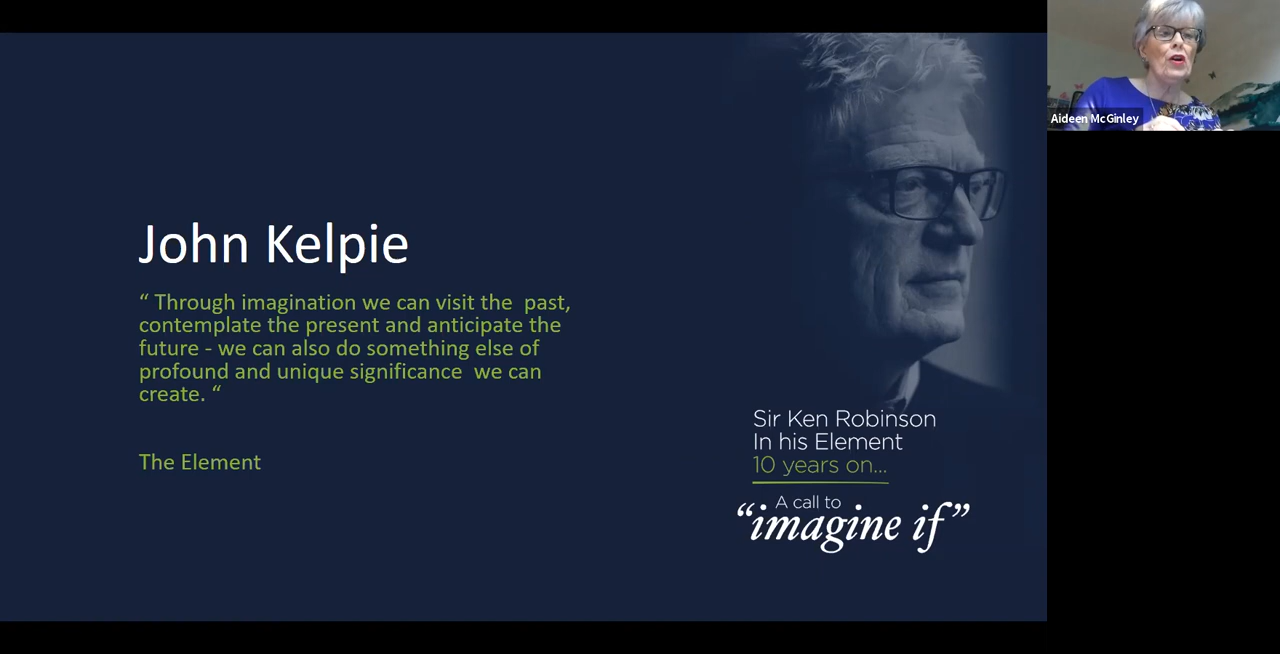 John Kelpie
“ Through imagination we can visit the  past,
contemplate the present and anticipate the
future - we can also do something else of
profound and unique significance  we can
create. “
The Element
Sir Ken Robinson
In his Element
10 years on...
A call to
“imagine if”
Aideen McGinley